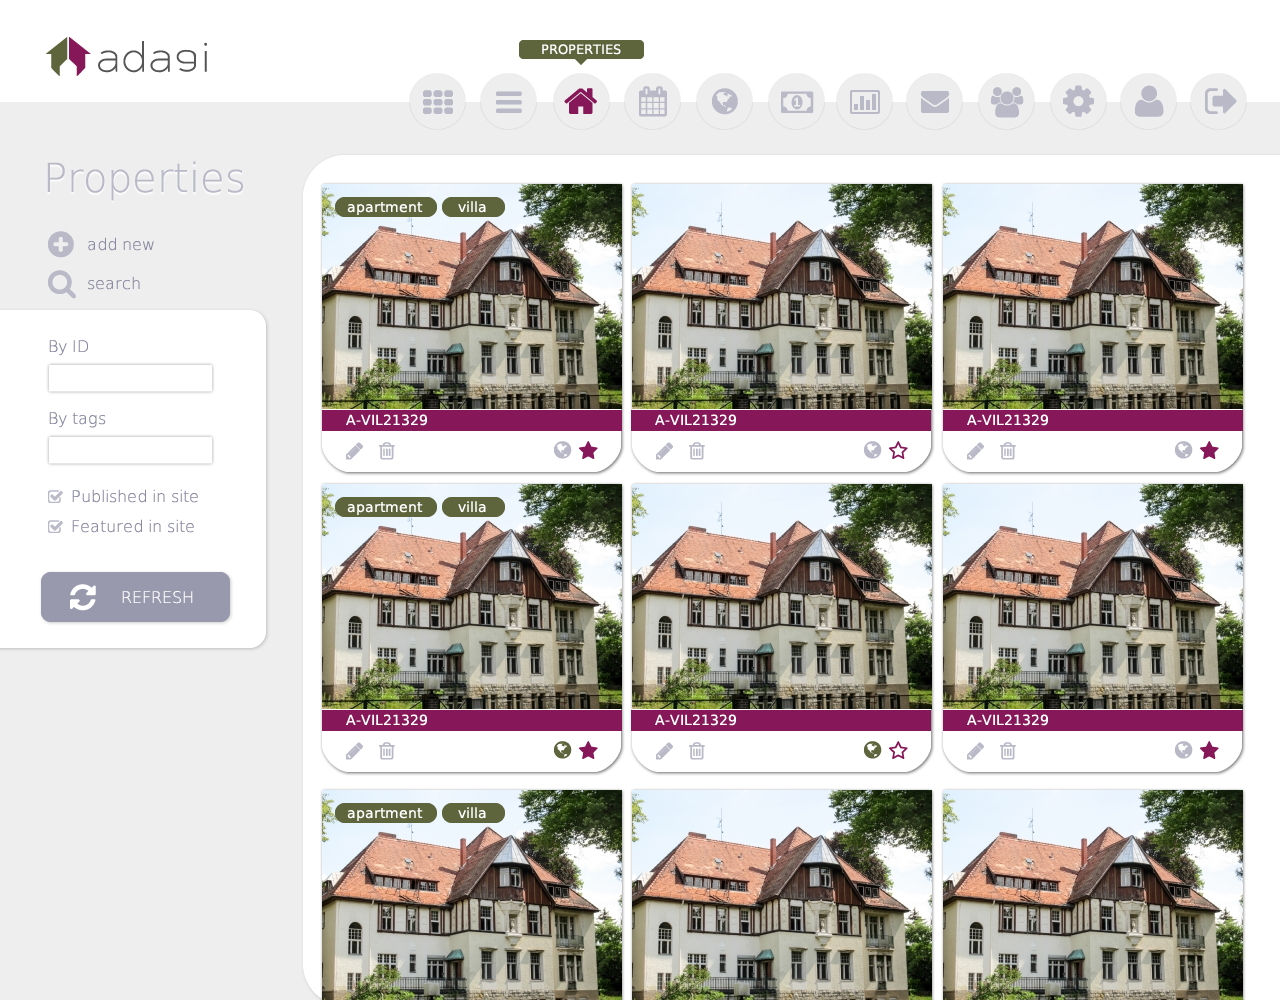 adagi
PROPERTIES
Properties
add new
search
By ID
By tags
Published in site
Featured in site
REFRESH
apartment villa
A-VIL21329
A-VIL21329
A-VIL21329
apartment villa
A-VIL21329
A-VIL21329
A-VIL21329
apartment villa